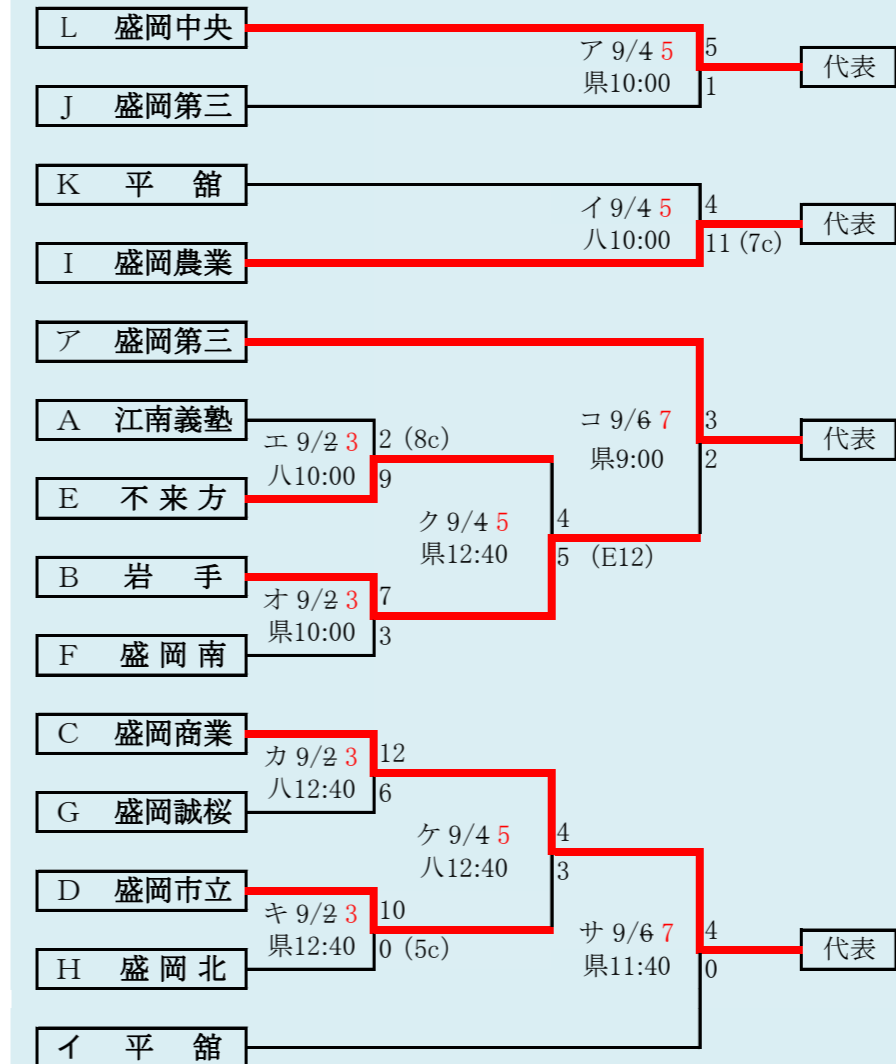 L 盛岡中央
ア 9/4 5 5
県10:00 1
代表
J 盛岡第三
K 平 舘
イ 9/4 5 4
八10:00 11 (7c)
代表
I 盛岡農業
ア 盛岡第三
A 江南義塾
エ 9/2 3 2 (8c)
八10:00 9
コ 9/6 7 3
県9:00 2
代表
E 不来方
ク 9/4 5 4
県12:40 5 (E12)
B 岩 手
オ 9/2 3 7
県10:00 3
F 盛岡南
C 盛岡商業
カ 9/2 3 12
八12:40 6
G 盛岡誠桜
ケ 9/4 5 4
八12:40 3
D 盛岡市立
キ 9/2 3 10
県12:40 0 (5c)
サ 9/6 7 4
県11:40 0
代表
H 盛岡北
イ 平 舘